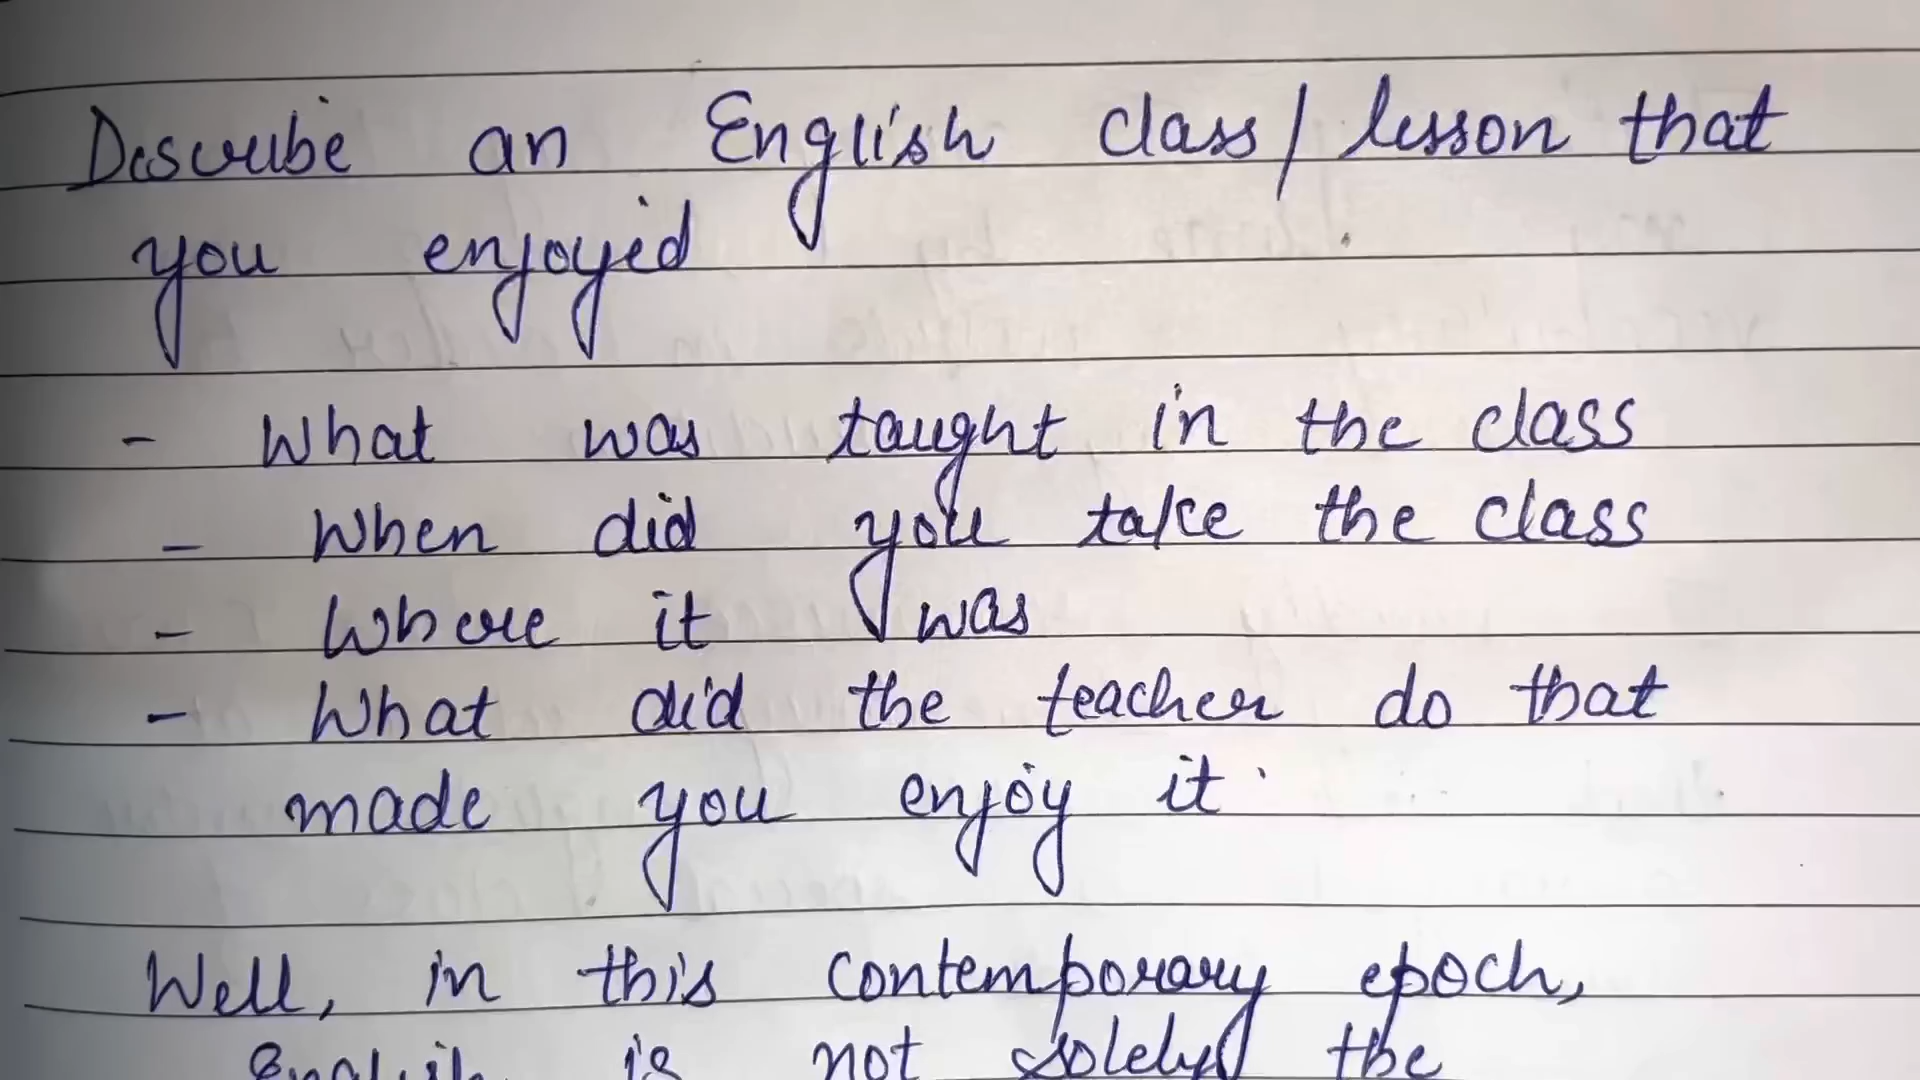 Describe an English class/lesson that
you enjoyed
- What was taught in the class
- When did you take the class
- Where it was
- What did the teacher do that
made you enjoy it.
Well, in this contemporary epoch,
English is not solely the